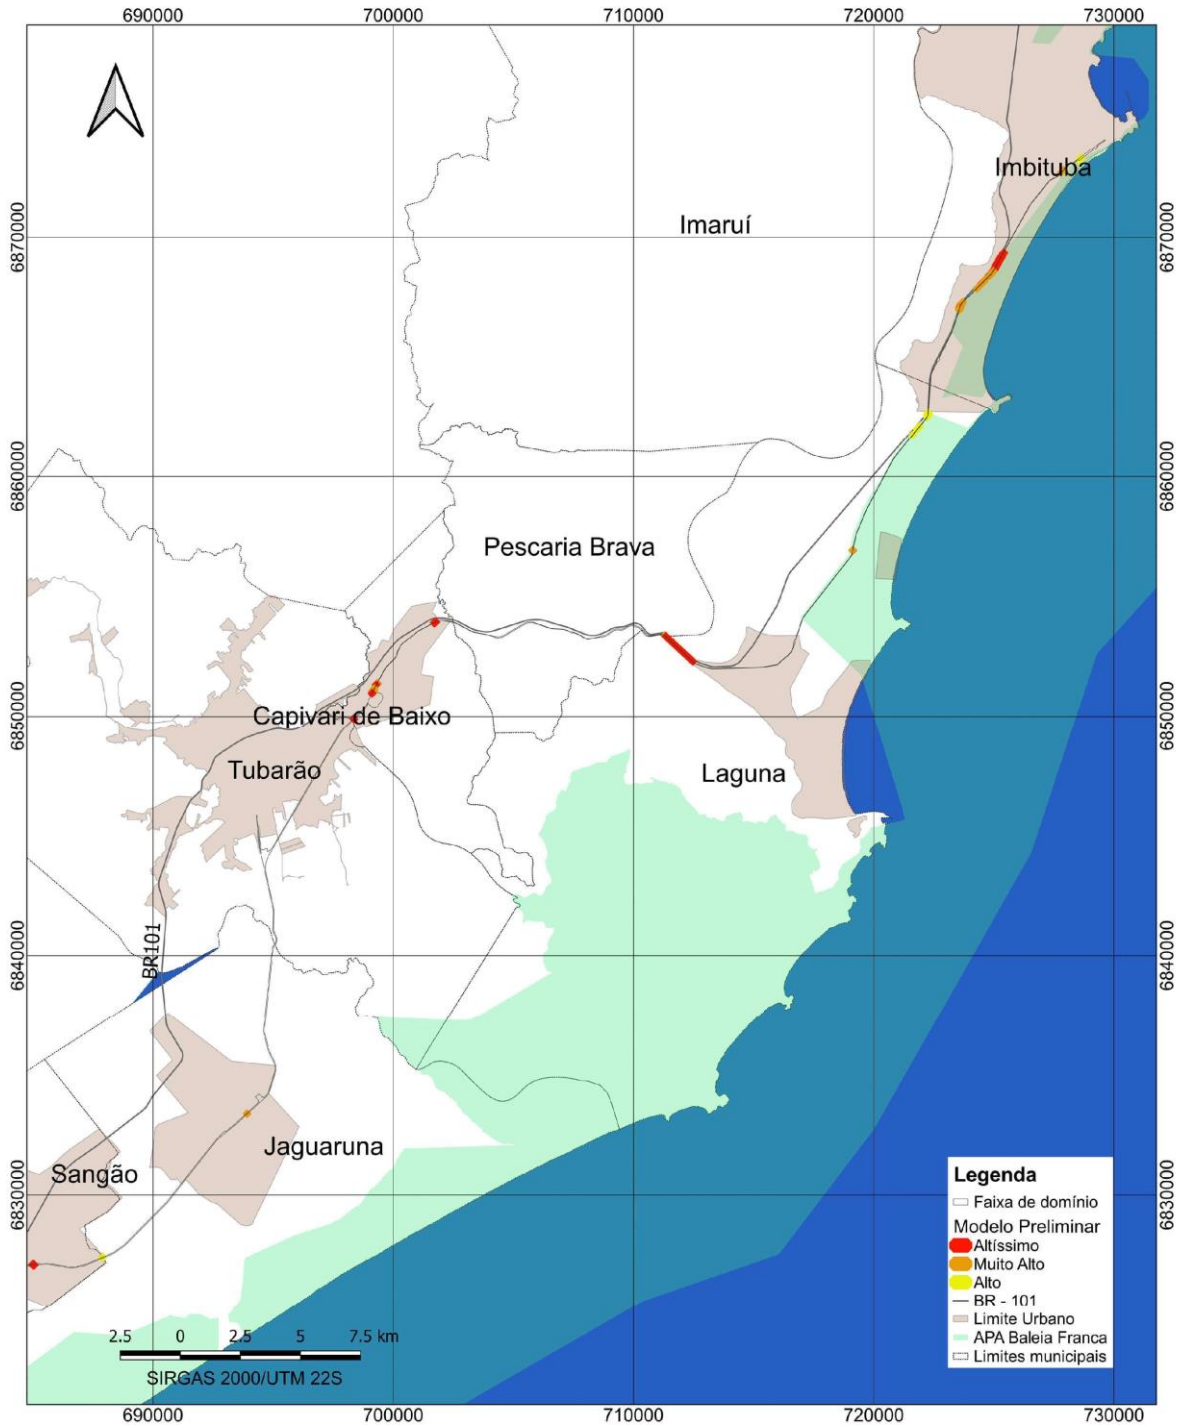 690000 700000 710000 720000 730000
Imbituba
Imaruí
6870000 6870000
6860000 6860000
Pescaria Brava
6850000 6850000
Capivari de Baixo
Tubarão
Laguna
BR101
6840000 6840000
Jaguaruna
Sangão
6830000 6830000
Legenda
Faixa de domínio
Modelo Preliminar
Altíssimo
Muito Alto
Alto
BR - 101
Limite Urbano
APA Baleia Franca
Limites municipais
2.5 0 2.5 5 7.5 km
SIRGAS 2000/UTM 22S
690000 700000 710000 720000 730000